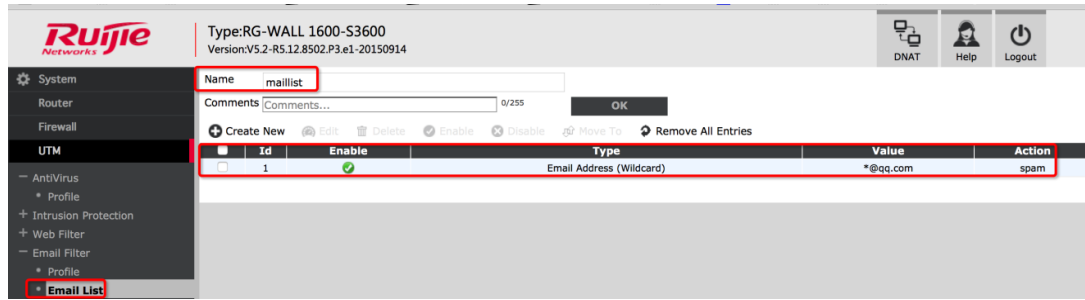 Ruijie
Networks
Type:RG-WALL 1600-S3600
Version:V5.2-R5.12.8502.P3.e1-20150914
DNAT Help Logout
System
Router
Firewall
UTM
AntiVirus
Profile
Intrusion Protection
Web Filter
Email Filter
Profile
Email List
Name maillist
Comments Comments... 0/255 OK
Create New Edit Delete Enable Disable Move To Remove All Entries
Id Enable Type Value Action
1 Email Address (Wildcard) *@qq.com spam